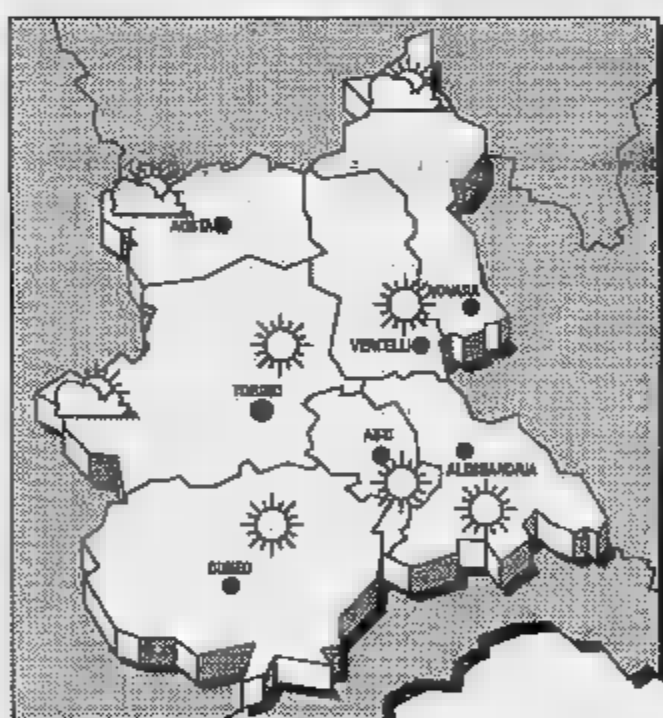 AOSTA
NOVARA
VERCELLI
TORINO
ASTI
ALESSANDRIA
CUNEO